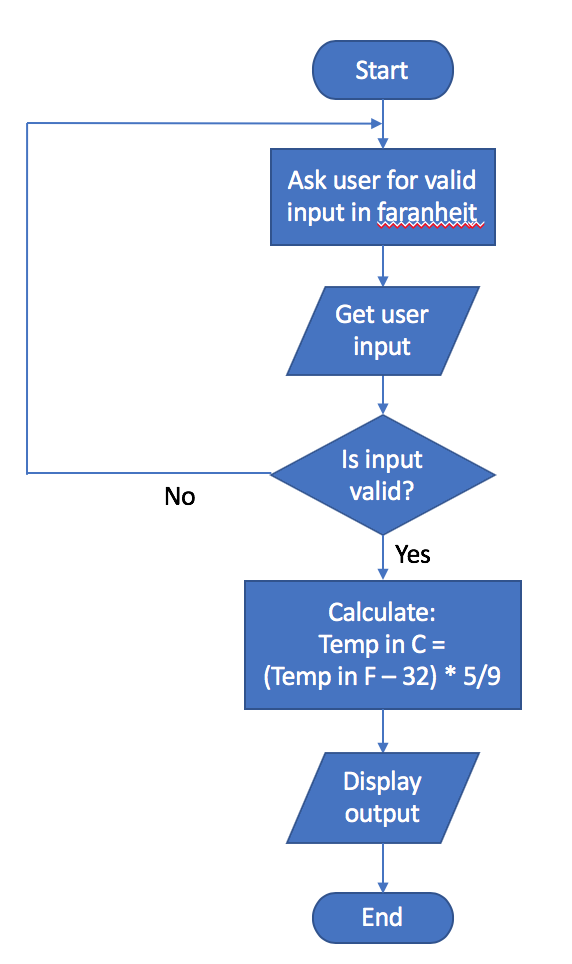 Start
Ask user for valid
input in faranheit
Get user
input
Is input
valid?
No
Yes
Calculate:
Temp in C =
(Temp in F – 32) * 5/9
Display
output
End